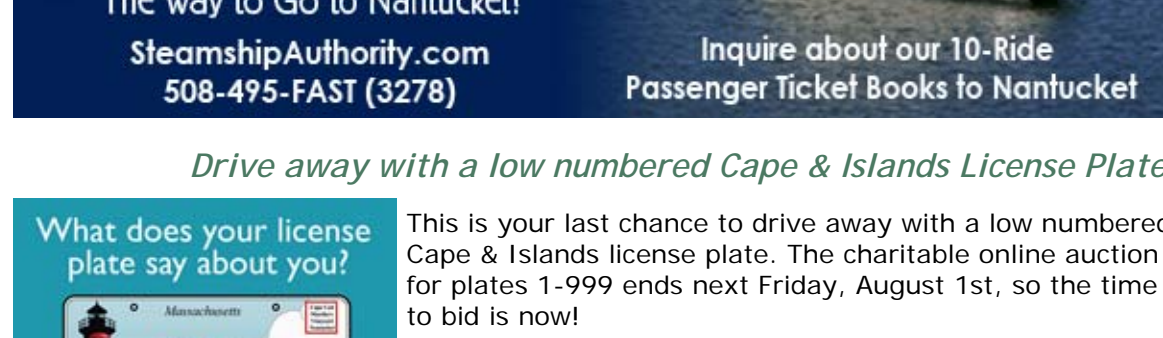 The way to Go to Nantucket!
SteamshipAuthority.com
508-495-FAST (3278)
Inquire about our 10-Ride
Passenger Ticket Books to Nantucket
Drive away with a low numbered Cape & Islands License Plate
What does your license
plate say about you?
Massachusetts
This is your last chance to drive away with a low numbered
Cape & Islands license plate. The charitable online auction
for plates 1-999 ends next Friday, August 1st, so the time
to bid is now!